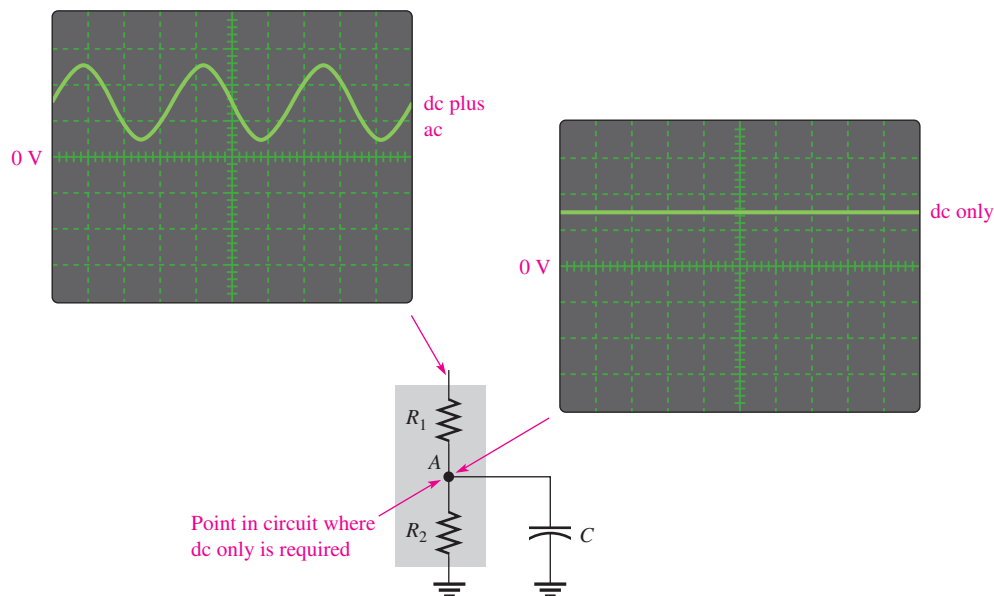 dc plus
ac
0 V
dc only
0 V
R1
A
Point in circuit where
dc only is required
R2
C